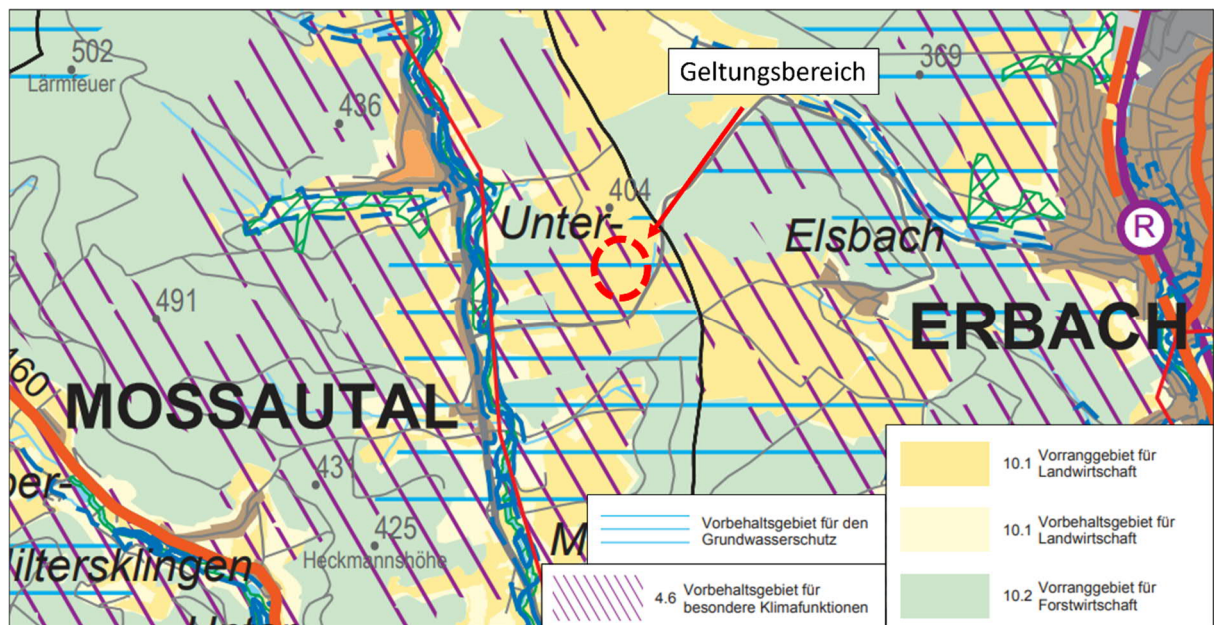 502
Lärmfeuer
436
Geltungsbereich
369
404
Unter-
Elsbach
R
491
ERBACH
460
MOSSAUTAL
431
425
Heckmannshöhe
M
iltersklingen
Vorbehaltsgebiet für den
Grundwasserschutz
4.6 Vorbehaltsgebiet für
besondere Klimafunktionen
10.1 Vorranggebiet für
Landwirtschaft
10.1 Vorbehaltsgebiet für
Landwirtschaft
10.2 Vorranggebiet für
Forstwirtschaft